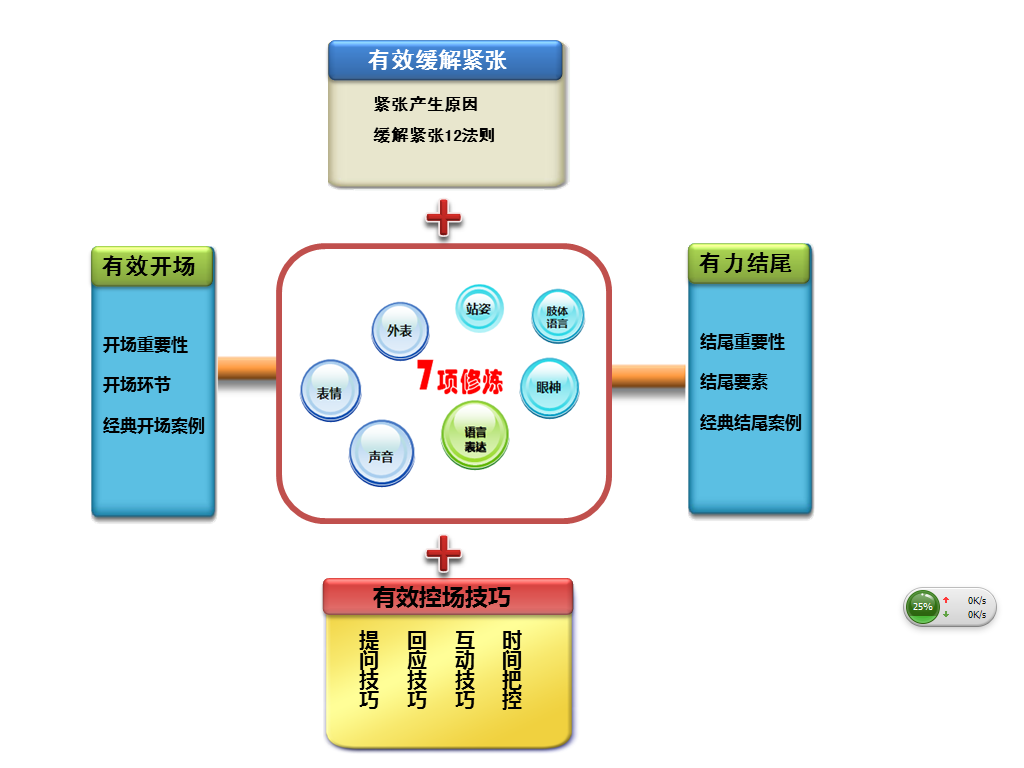 有效缓解紧张
紧张产生原因
缓解紧张12法则
有效开场
开场重要性
开场环节
经典开场案例
站姿
肢体
语言
外表
7项修炼
表情
眼神
语言
表达
声音
有力结尾
结尾重要性
结尾要素
经典结尾案例
有效控场技巧
提问技巧
回应技巧
互动技巧
时间把控
25%
0K/s
0K/s